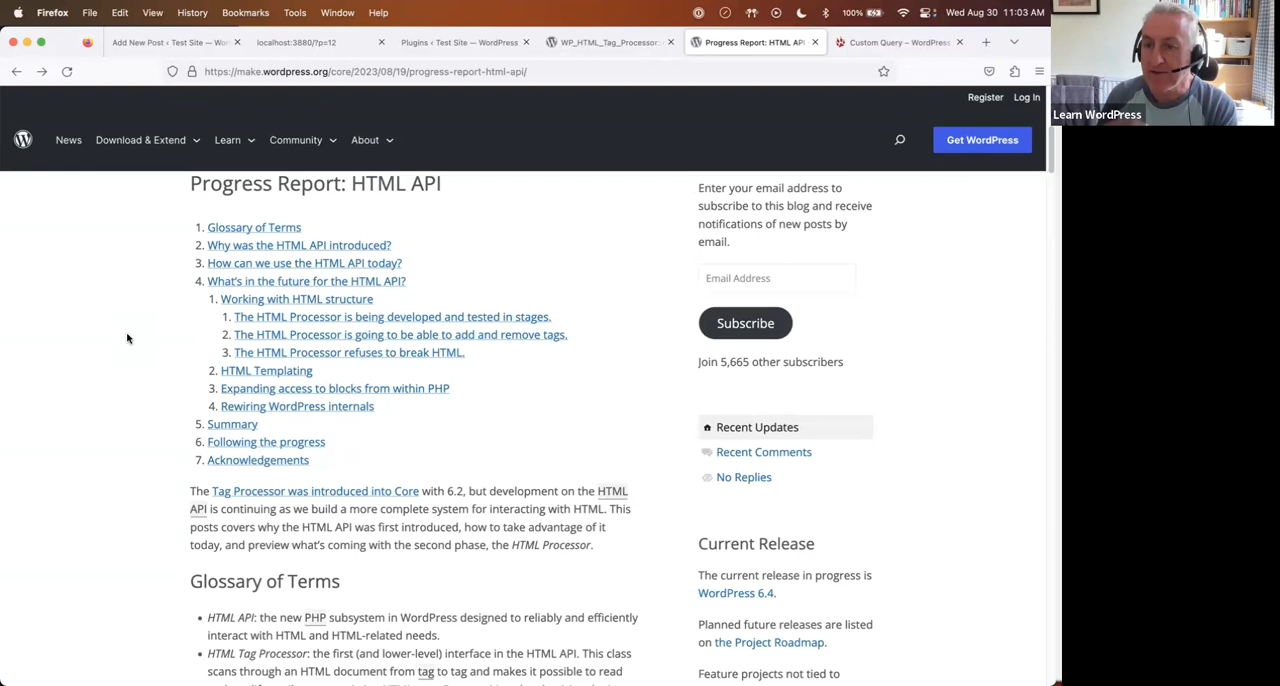 Firefox File Edit View History Bookmarks Tools Window Help 100% Wed Aug 30 11:03 AM
Add New Post ‹ Test Site — Wo localhost:3880/?p=12 Plugins ‹ Test Site — WordPress WP_HTML_Tag_Processor: Progress Report: HTML API Custom Query – WordPress
https://make.wordpress.org/core/2023/08/19/progress-report-html-api/
Learn WordPress
Register Log In
News Download & Extend Learn Community About Get WordPress
Progress Report: HTML API
1. Glossary of Terms
2. Why was the HTML API introduced?
3. How can we use the HTML API today?
4. What's in the future for the HTML API?
1. Working with HTML structure
1. The HTML Processor is being developed and tested in stages.
2. The HTML Processor is going to be able to add and remove tags.
3. The HTML Processor refuses to break HTML.
2. HTML Templating
3. Expanding access to blocks from within PHP
4. Rewiring WordPress internals
5. Summary
6. Following the progress
7. Acknowledgements
The Tag Processor was introduced into Core with 6.2, but development on the HTML
API is continuing as we build a more complete system for interacting with HTML. This
posts covers why the HTML API was first introduced, how to take advantage of it
today, and preview what's coming with the second phase, the HTML Processor.
Glossary of Terms
• HTML API: the new PHP subsystem in WordPress designed to reliably and efficiently
interact with HTML and HTML-related needs.
• HTML Tag Processor: the first (and lower-level) interface in the HTML API. This class
scans through an HTML document from tag to tag and makes it possible to read
Enter your email address to
subscribe to this blog and receive
notifications of new posts by
email.
Email Address
Subscribe
Join 5,665 other subscribers
Recent Updates
Recent Comments
No Replies
Current Release
The current release in progress is
WordPress 6.4.
Planned future releases are listed
on the Project Roadmap.
Feature projects not tied to